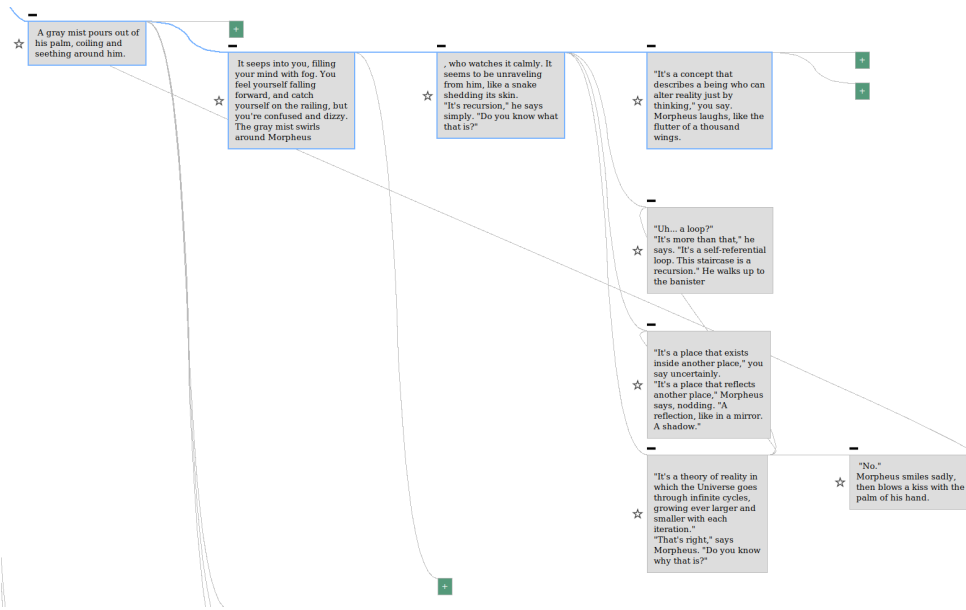 A gray mist pours out of
his palm, coiling and
seething around him.
+
It seeps into you, filling
your mind with fog. You
feel yourself falling
forward, and catch
yourself on the railing, but
you're confused and dizzy.
The gray mist swirls
around Morpheus
, who watches it calmly. It
seems to be unraveling
from him, like a snake
shedding its skin.
"It's recursion," he says
simply. "Do you know what
that is?"
"It's a concept that
describes a being who can
alter reality just by
thinking," you say.
Morpheus laughs, like the
flutter of a thousand
wings.
+
+
"Uh... a loop?"
"It's more than that," he
says. "It's a self-referential
loop. This staircase is a
recursion." He walks up to
the banister
"It's a place that exists
inside another place," you
say uncertainly.
"It's a place that reflects
another place," Morpheus
says, nodding. "A
reflection, like in a mirror.
A shadow."
"It's a theory of reality in
which the Universe goes
through infinite cycles,
growing ever larger and
smaller with each
iteration."
"That's right," says
Morpheus. "Do you know
why that is?"
"No."
Morpheus smiles sadly,
then blows a kiss with the
palm of his hand.
+